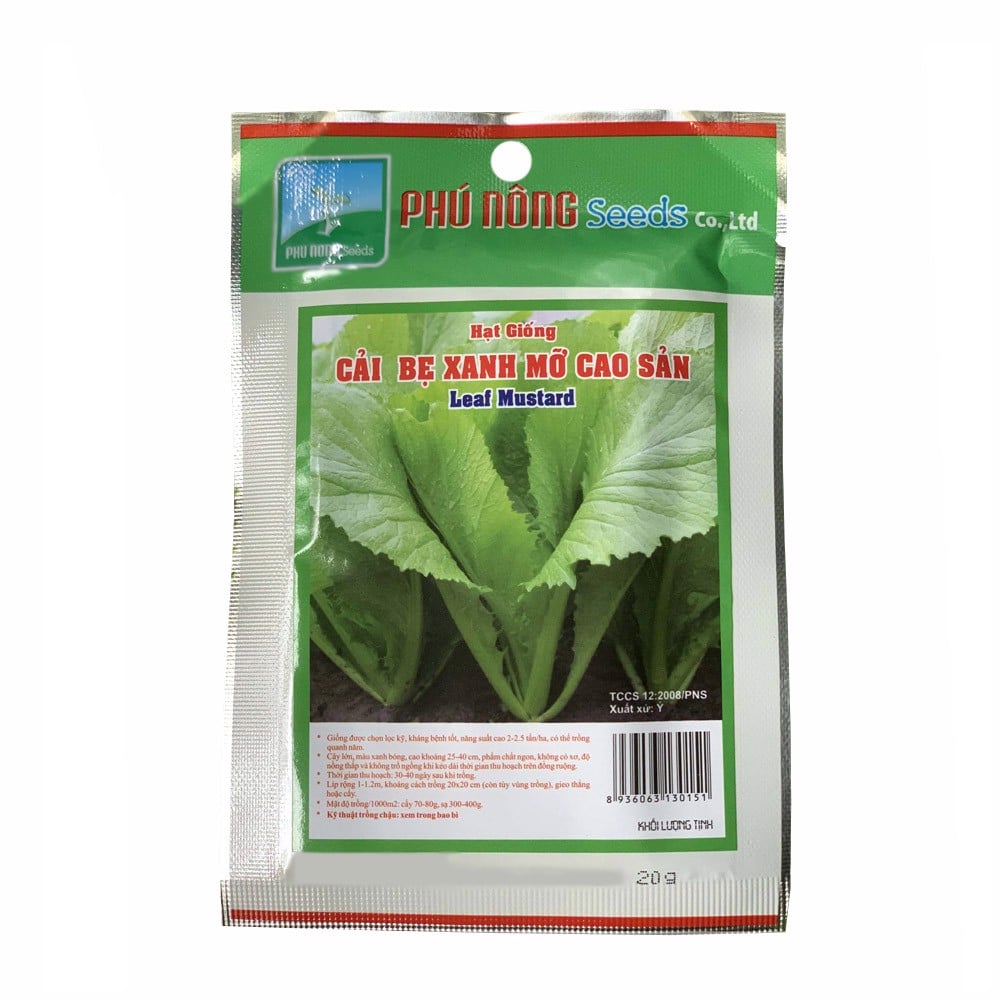 PHU NONG Seeds
PHÚ NÔNG Seeds Co.,Ltd
Hạt Giống
CẢI BẸ XANH MỠ CAO SẢN
Leaf Mustard
TCCS 12:2008/PNS
Xuất xứ: Ý
* Giống được chọn lọc kỹ, kháng bệnh tốt, năng suất cao 2-2.5 tấn/ha, có thể trồng
quanh năm.
* Cây lớn, màu xanh bóng, cao khoảng 25-40 cm, phẩm chất ngon, không có xơ, độ
nồng thấp và không trổ ngồng khi kéo dài thời gian thu hoạch trên đồng ruộng.
* Thời gian thu hoạch: 30-40 ngày sau khi trồng.
* Líp rộng 1-1.2m, khoảng cách trồng 20x20 cm (còn tùy vùng trồng), gieo thẳng
hoặc cấy.
* Mật độ trồng/1000m2: cấy 70-80g, sạ 300-400g.
* Kỹ thuật trồng chậu: xem trong bao bì
8 936063 130151
KHỐI LƯỢNG TỊNH
20g